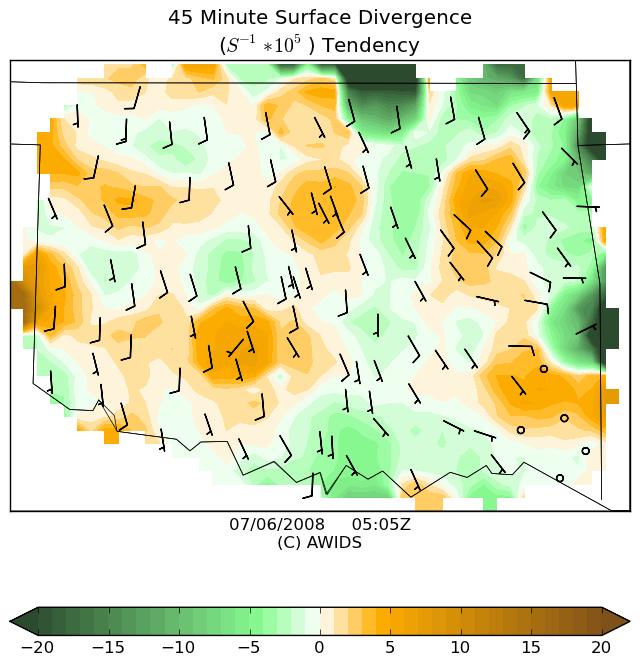 45 Minute Surface Divergence
(S⁻¹ *10⁵ ) Tendency
07/06/2008 05:05Z
(C) AWIDS
−20 −15 −10 −5 0 5 10 15 20